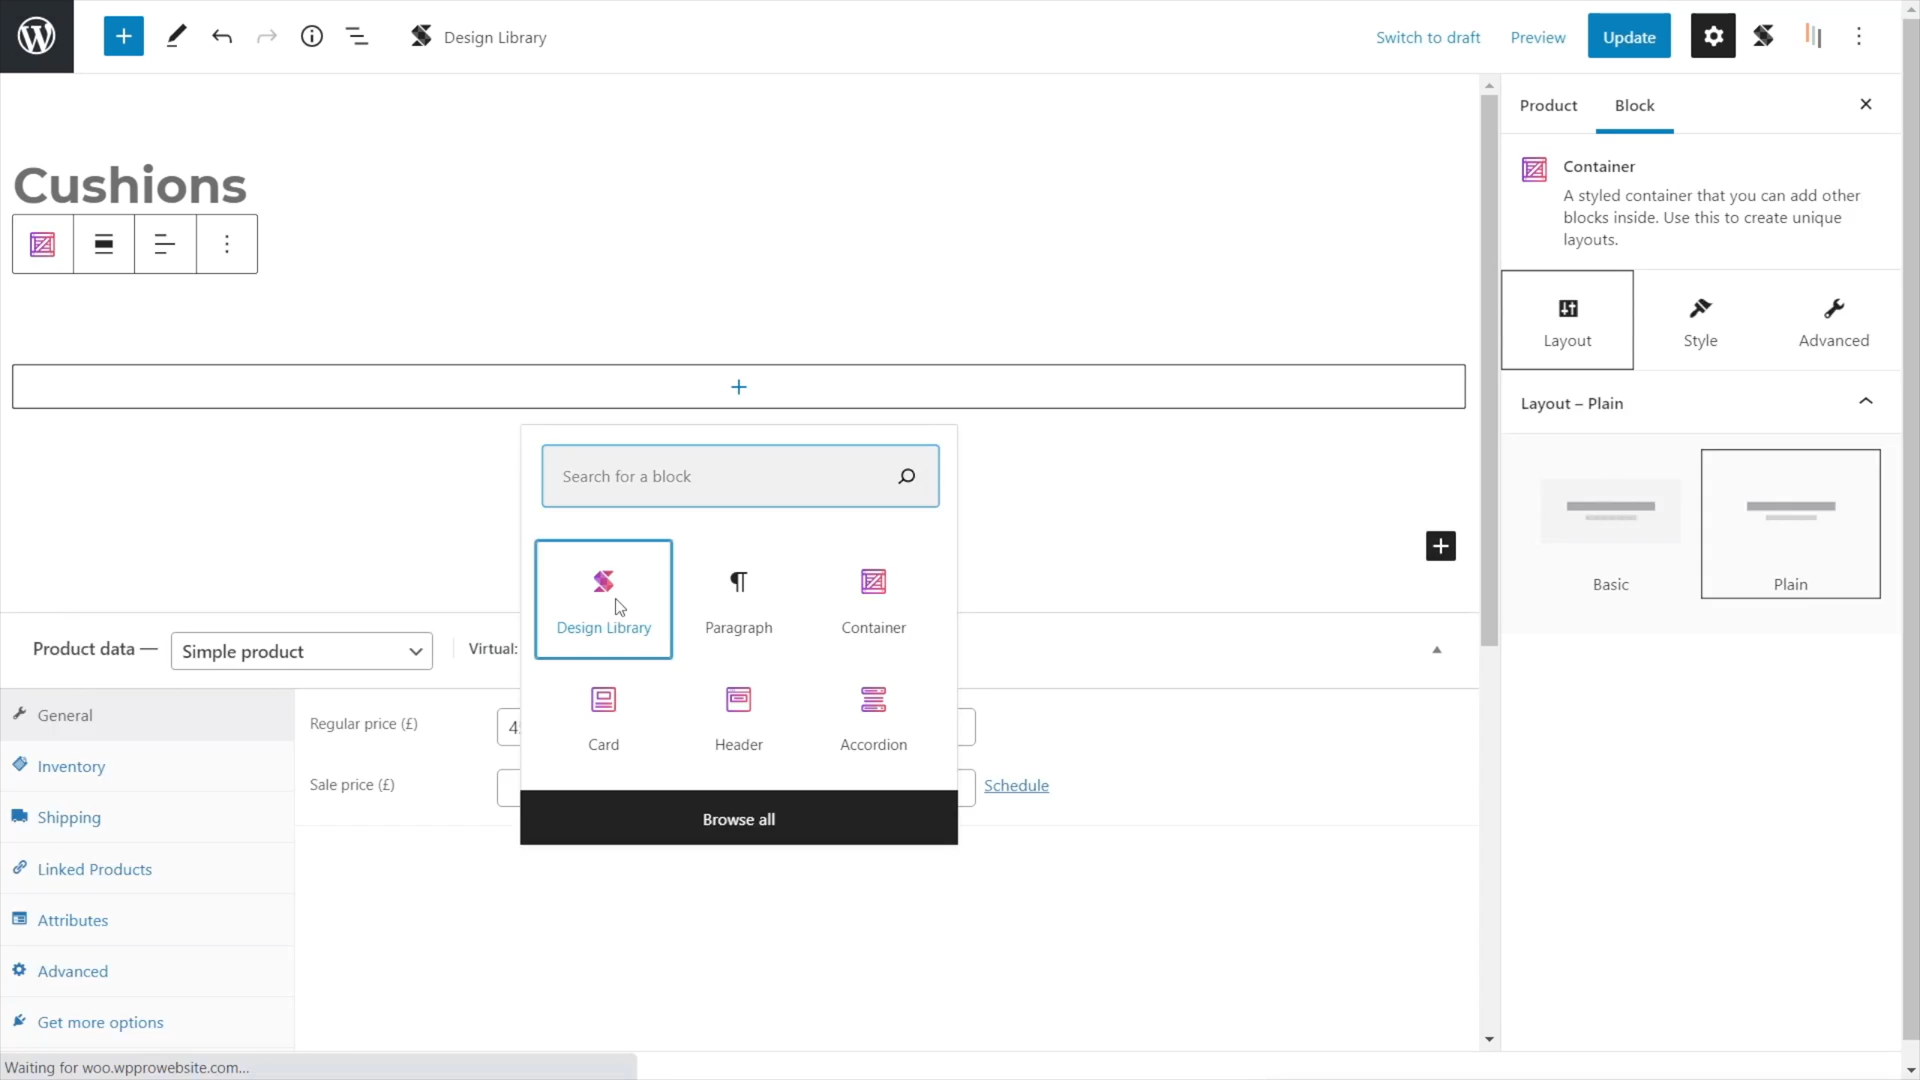 Design Library
Switch to draft
Preview
Update
Product
Block
Cushions
Container
A styled container that you can add other
blocks inside. Use this to create unique
layouts.
Layout
Style
Advanced
Layout – Plain
Basic
Plain
Search for a block
Design Library
Paragraph
Container
Card
Header
Accordion
Browse all
Product data —
Simple product
Virtual:
General
Inventory
Shipping
Linked Products
Attributes
Advanced
Get more options
Regular price (£)
Sale price (£)
Schedule
Waiting for woo.wpprowebsite.com...